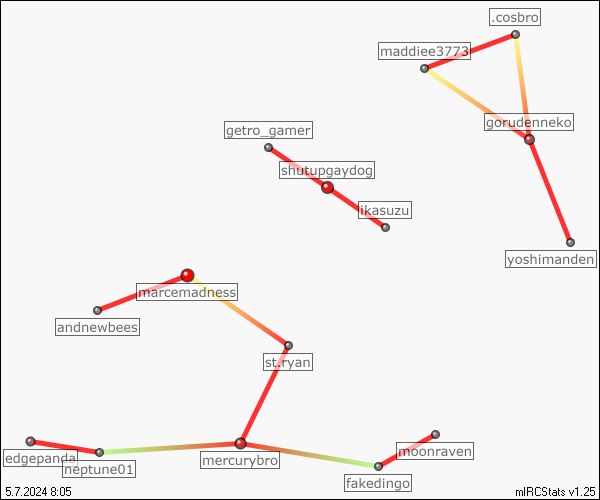 .cosbro
maddiee3773
gorudenneko
getro_gamer
shutupgaydog
ikasuzu
yoshimanden
marcemadness
andnewbees
st.ryan
edgepanda
neptune01
mercurybro
moonraven
fakedingo
5.7.2024 8:05
mIRCStats v1.25